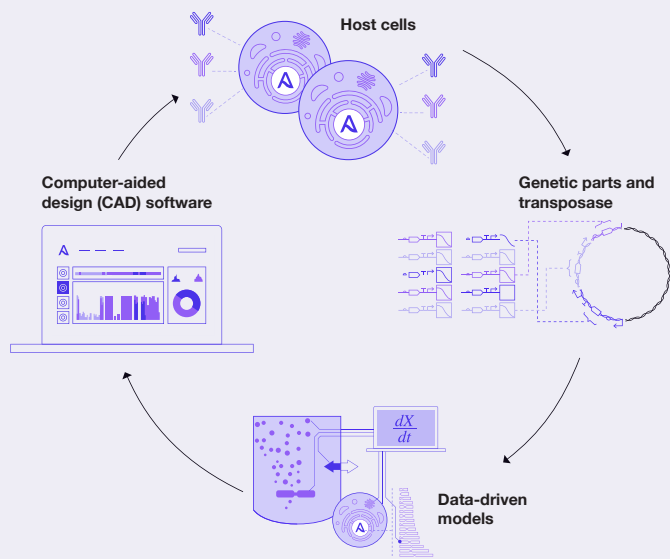 Host cells
Computer-aided
design (CAD) software
Genetic parts and
transposase
dX
dt
Data-driven
models